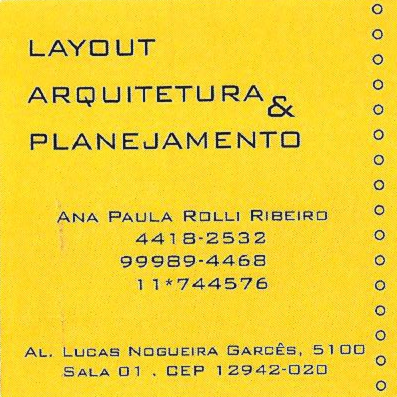 LAYOUT
ARQUITETURA &
PLANEJAMENTO
ANA PAULA ROLLI RIBEIRO
4418-2532
99989-4468
11*744576
AL. LUCAS NOGUEIRA GARCÊS, 5100
SALA 01 . CEP 12942-020